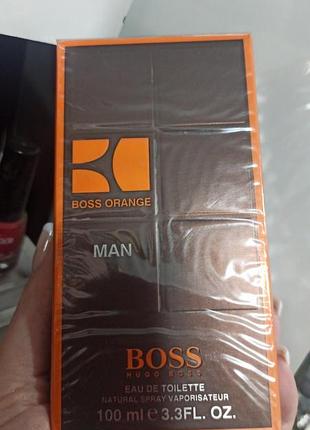 BOSS ORANGE
MAN
BOSS
HUGO BOSS
EAU DE TOILETTE
NATURAL SPRAY VAPORISATEUR
100 ml e 3.3FL. OZ.